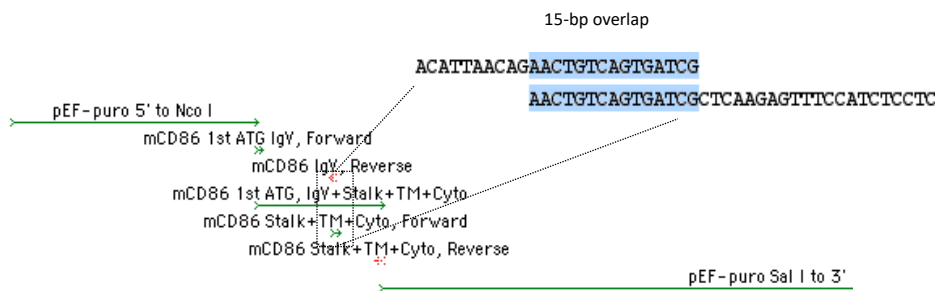 15-bp overlap
ACATTAACAGAACTGTCAGTGATCG
AACTGTCAGTGATCGCTCAAGAGTTTCCATCTCCTC
pEF-puro 5' to Nco I
mCD86 1st ATG IgV, Forward
mCD86 IgV, Reverse
mCD86 1st ATG, IgV+Stalk+TM+Cyto
mCD86 Stalk+TM+Cyto, Forward
mCD86 Stalk+TM+Cyto, Reverse
pEF-puro Sal I to 3'